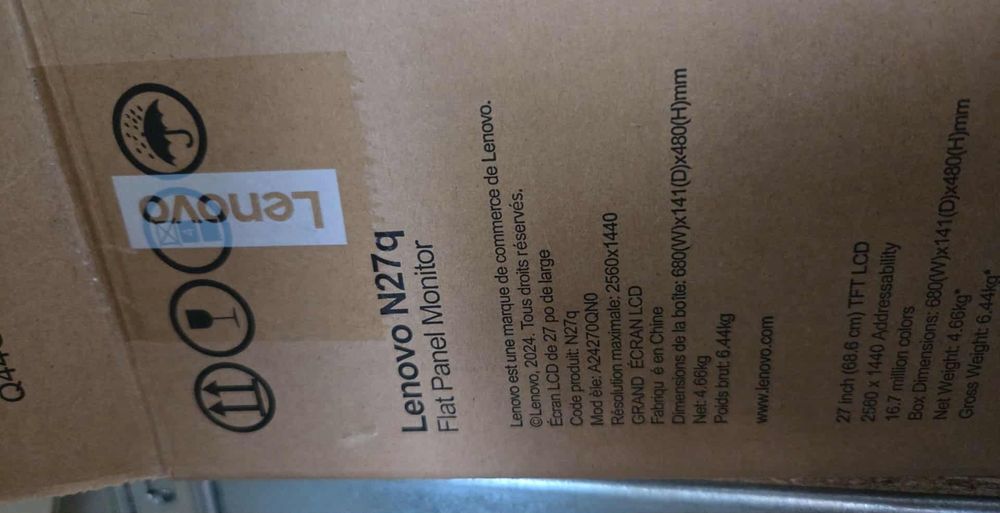 Lenovo
Lenovo N27q
Flat Panel Monitor
Lenovo est une marque de commerce de Lenovo.
©Lenovo, 2024. Tous droits réservés.
Écran LCD de 27 po de large
Code produit: N27q
Mod èle: A24270QN0
Résolution maximale: 2560x1440
GRAND ÉCRAN LCD
Fabriqu é en Chine
Dimensions de la boîte: 680(W)x141(D)x480(H)mm
Net: 4.66kg
Poids brut: 6.44kg
www.lenovo.com
27 inch (68.6 cm) TFT LCD
2560 x 1440 Addressability
16.7 million colors
Box Dimensions: 680(W)x141(D)x480(H)mm
Net Weight: 4.66kg*
Gross Weight: 6.44kg*